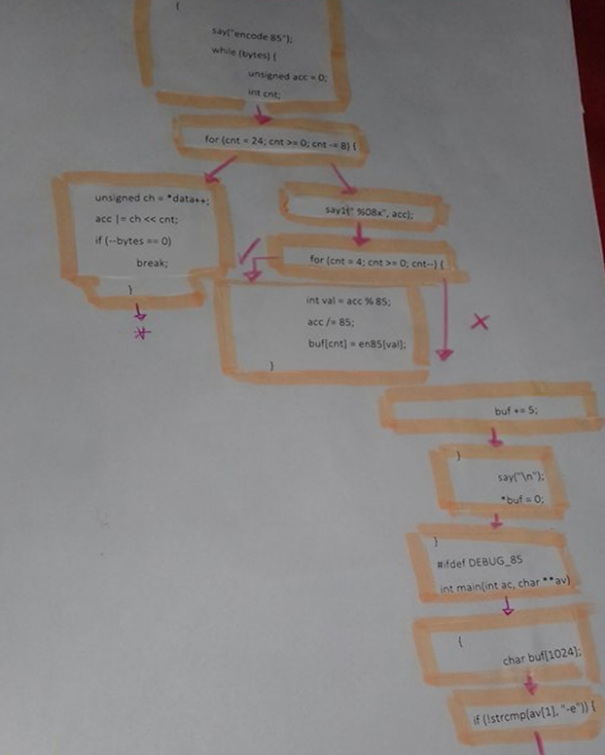 {
say("encode 85");
while (bytes) {
unsigned acc = 0;
int cnt;
for (cnt = 24; cnt >= 0; cnt -= 8) {
unsigned ch = *data++;
acc |= ch << cnt;
if (--bytes == 0)
break;
}
say1(" %08x", acc);
for (cnt = 4; cnt >= 0; cnt--) {
int val = acc % 85;
acc /= 85;
buf[cnt] = en85[val];
}
buf += 5;
}
say("\n");
*buf = 0;
}
#ifdef DEBUG_85
int main(int ac, char **av)
{
char buf[1024];
if (!strcmp(av[1], "-e")) {